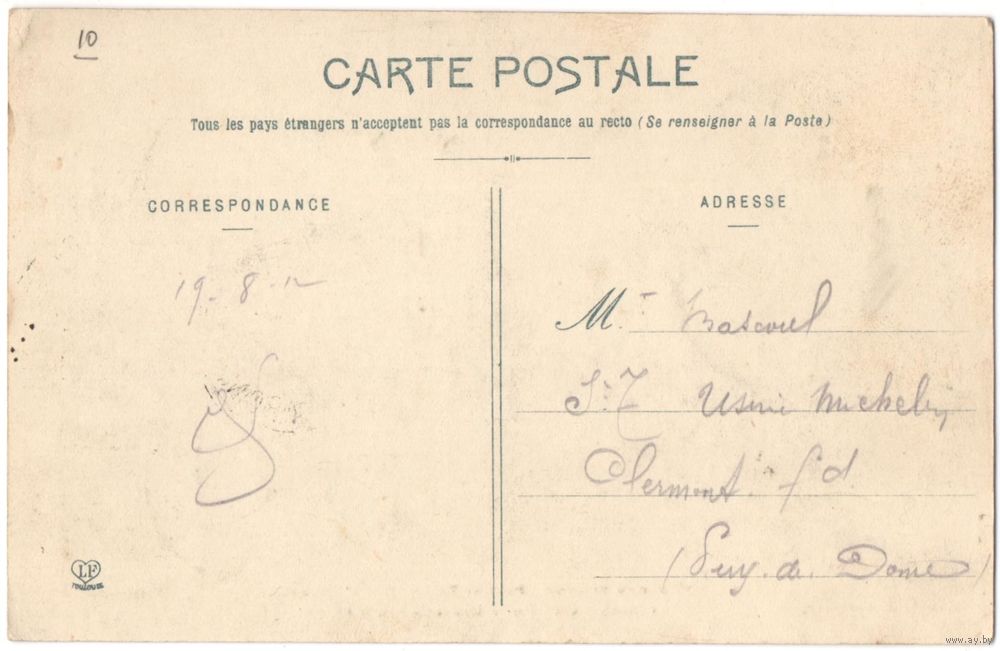 10
CARTE POSTALE
Tous les pays étrangers n'acceptent pas la correspondance au recto (Se renseigner à la Poste)
CORRESPONDANCE
19-8-12
ADRESSE
M.
Usine Michelin
Clermont. fd
(Puy. de. Dome)
LF
TOULOUSE
www.ay.by